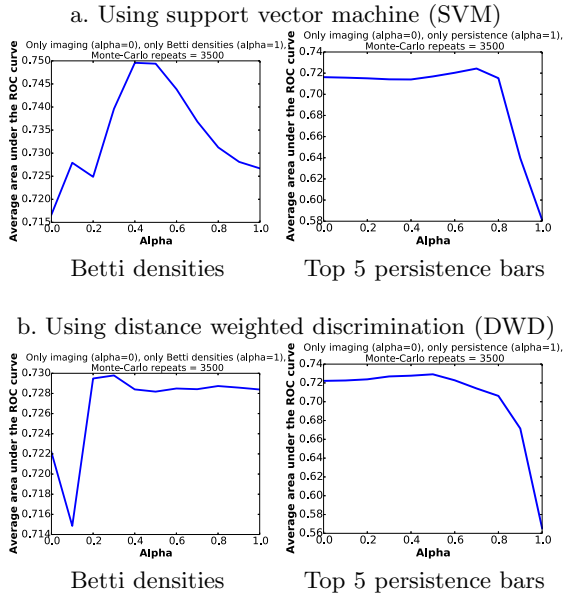 a. Using support vector machine (SVM)
Only imaging (alpha=0), only Betti densities (alpha=1),
Monte-Carlo repeats = 3500
Average area under the ROC curve
0.750
0.745
0.740
0.735
0.730
0.725
0.720
0.715
0.0 0.2 0.4 0.6 0.8 1.0
Alpha
Betti densities
Only imaging (alpha=0), only persistence (alpha=1),
Monte-Carlo repeats = 3500
Average area under the ROC curve
0.74
0.72
0.70
0.68
0.66
0.64
0.62
0.60
0.58
0.0 0.2 0.4 0.6 0.8 1.0
Alpha
Top 5 persistence bars
b. Using distance weighted discrimination (DWD)
Only imaging (alpha=0), only Betti densities (alpha=1),
Monte-Carlo repeats = 3500
Average area under the ROC curve
0.730
0.728
0.726
0.724
0.722
0.720
0.718
0.716
0.714
0.0 0.2 0.4 0.6 0.8 1.0
Alpha
Betti densities
Only imaging (alpha=0), only persistence (alpha=1),
Monte-Carlo repeats = 3500
Average area under the ROC curve
0.74
0.72
0.70
0.68
0.66
0.64
0.62
0.60
0.58
0.56
0.0 0.2 0.4 0.6 0.8 1.0
Alpha
Top 5 persistence bars